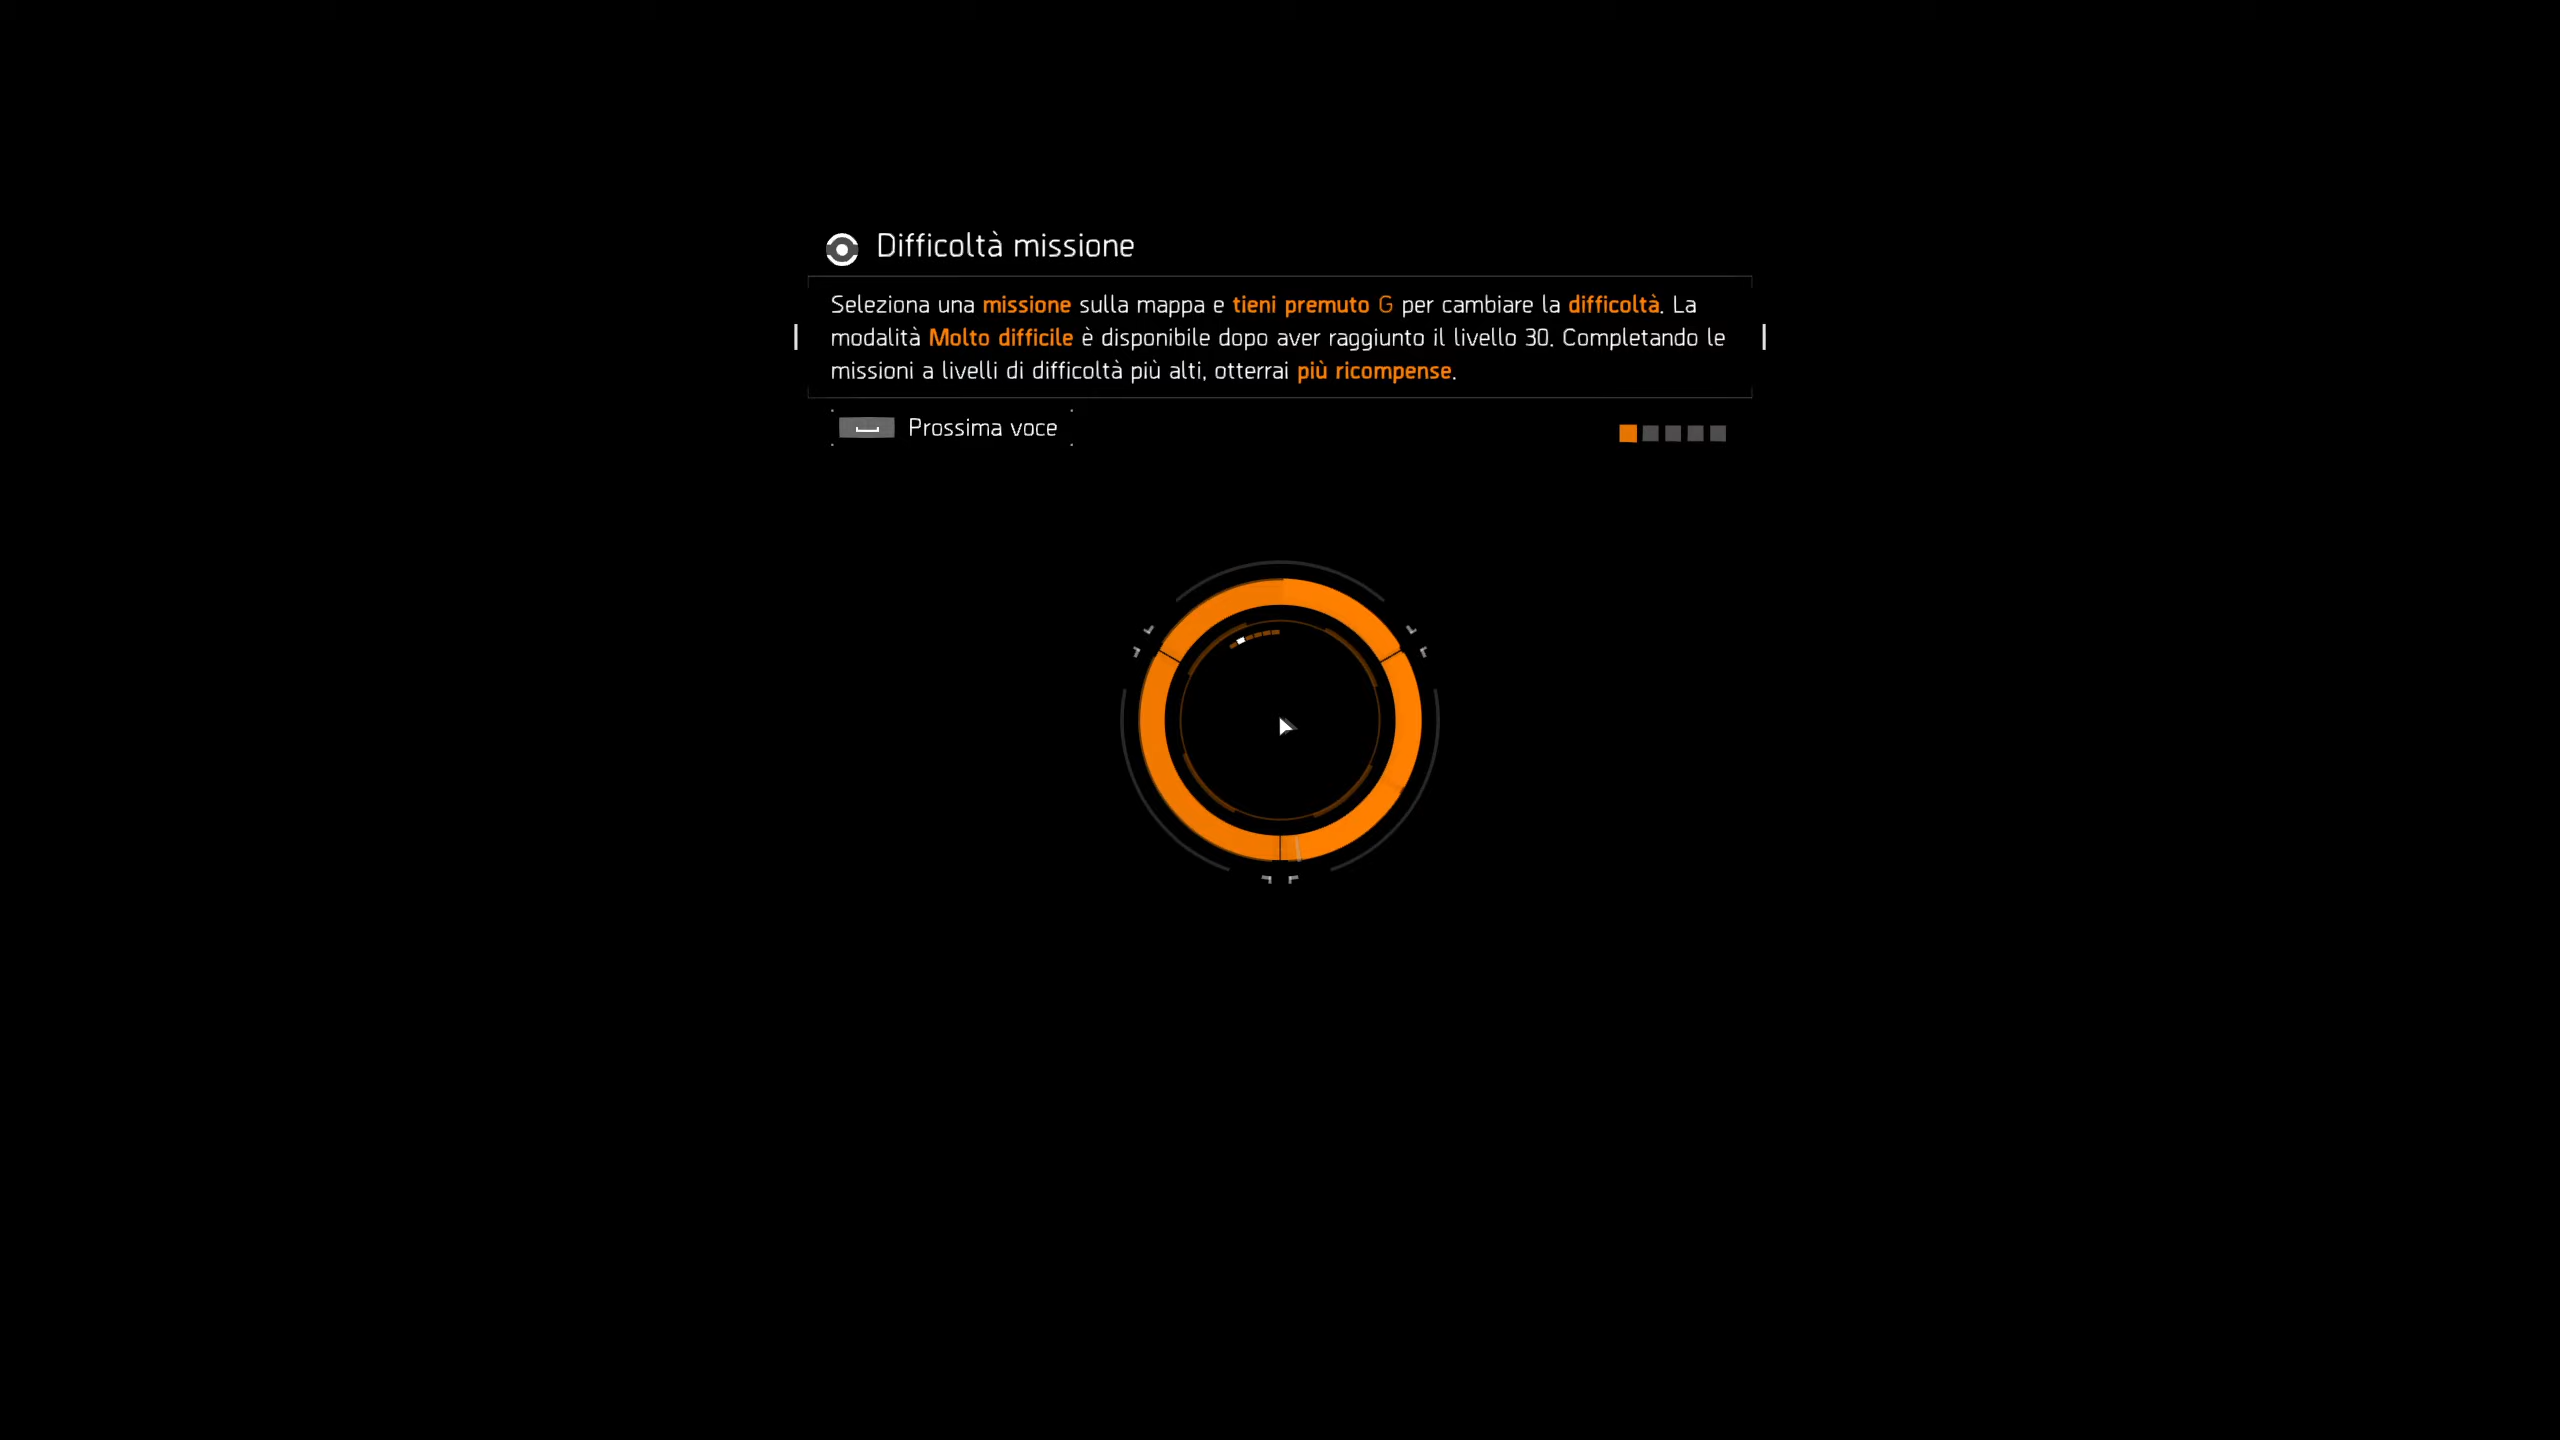 Difficoltà missione
Seleziona una missione sulla mappa e tieni premuto G per cambiare la difficoltà. La
modalità Molto difficile è disponibile dopo aver raggiunto il livello 30. Completando le
missioni a livelli di difficoltà più alti, otterrai più ricompense.
Prossima voce